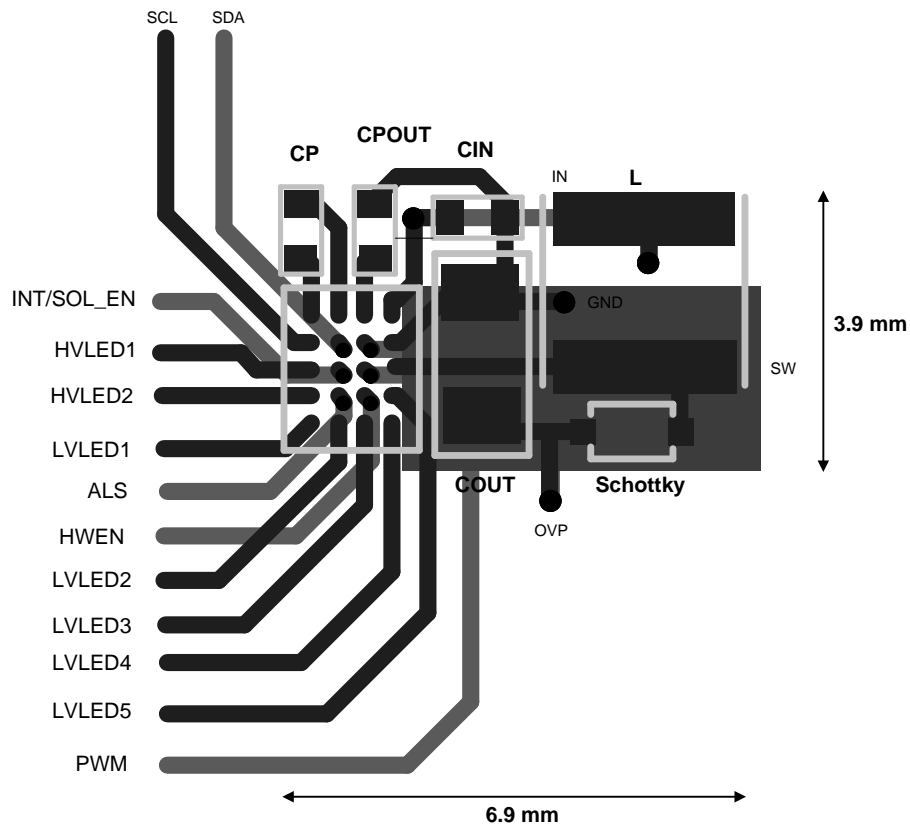 SCL
SDA
CPOUT
CP
CIN
IN
L
INT/SOL_EN
GND
HVLED1
3.9 mm
SW
HVLED2
LVLED1
COUT
Schottky
ALS
OVP
HWEN
LVLED2
LVLED3
LVLED4
LVLED5
PWM
6.9 mm